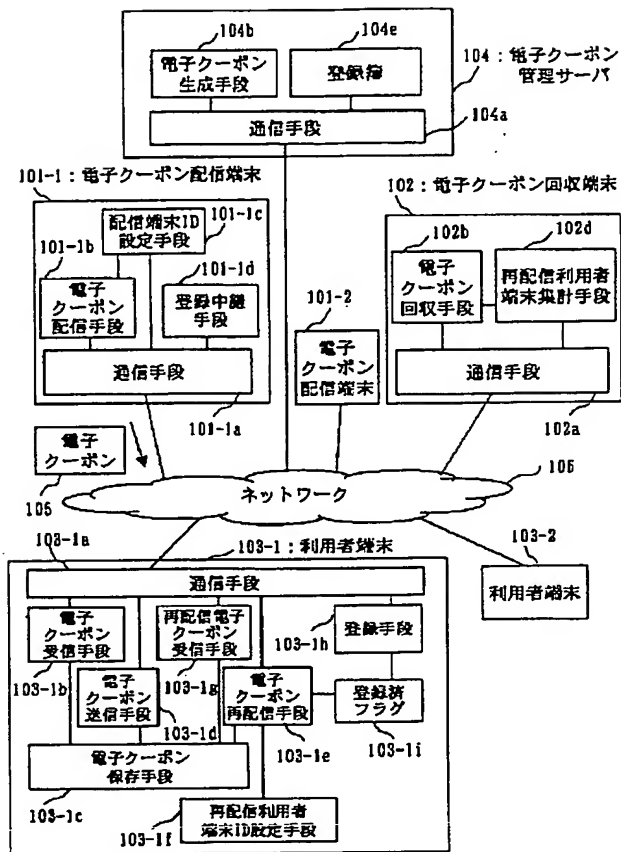 104b
104e
電子クーポン
生成手段
登録簿
104：電子クーポン
管理サーバ
通信手段
104a
101-1：電子クーポン配信端末
102：電子クーポン回収端末
配信端末ID
設定手段
101-1c
101-1b
101-1d
102b
102d
電子
クーポン
配信手段
登録中継
手段
電子
クーポン
回収手段
再配信利用者
端末集計手段
101-2
電子
クーポン
配信端末
通信手段
通信手段
101-1a
102a
電子
クーポン
105
106
ネットワーク
103-1a
103-1：利用者端末
103-2
通信手段
利用者端末
電子
クーポン
受信手段
再配信電子
クーポン
受信手段
登録手段
103-1h
103-1b
103-1g
電子
クーポン
送信手段
電子
クーポン
再配信手段
登録済
フラグ
103-1d
103-1e
103-1i
電子クーポン
保存手段
103-1c
再配信利用者
端末ID設定手段
103-1f